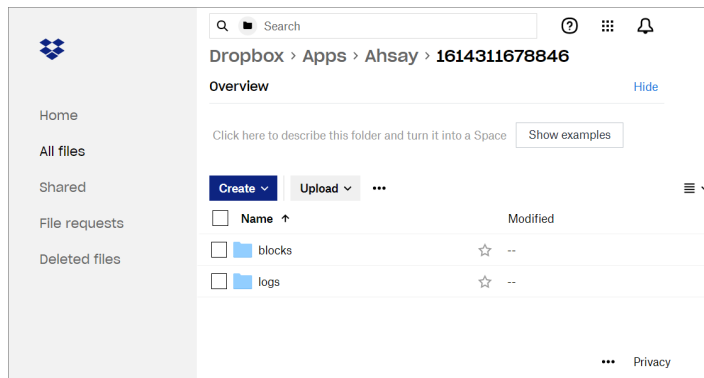 Search
Dropbox > Apps > Ahsay > 1614311678846
Overview
Hide
Home
Click here to describe this folder and turn it into a Space
Show examples
All files
Shared
Create
Upload
•••
Name ↑
Modified
File requests
blocks
--
Deleted files
logs
--
•••
Privacy